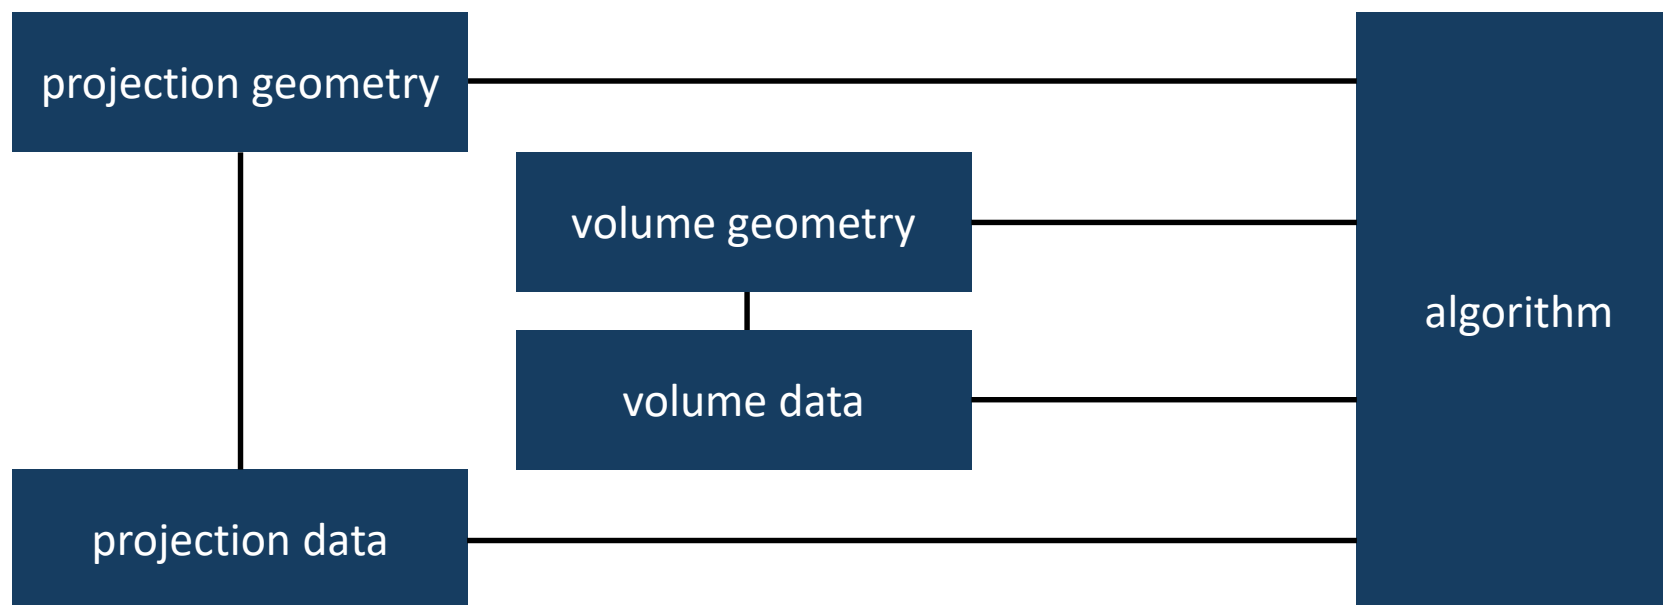 projection geometry
volume geometry
algorithm
volume data
projection data